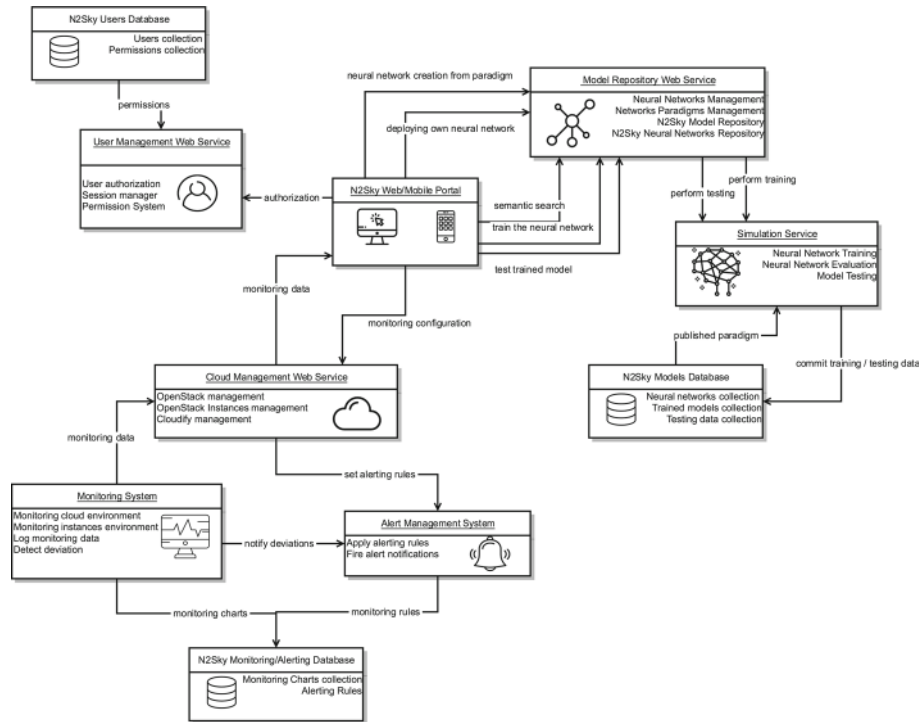 N2Sky Users Database
Users collection
Permissions collection
permissions
User Management Web Service
User authorization
Session manager
Permission System
authorization
neural network creation from paradigm
deploying own neural network
Model Repository Web Service
Neural Networks Management
Networks Paradigms Management
N2Sky Model Repository
N2Sky Neural Networks Repository
N2Sky Web/Mobile Portal
semantic search
train the neural network
test trained model
perform training
perform testing
Simulation Service
Neural Network Training
Neural Network Evaluation
Model Testing
monitoring data
monitoring configuration
published paradigm
commit training / testing data
Cloud Management Web Service
OpenStack management
OpenStack Instances management
Cloudify management
N2Sky Models Database
Neural networks collection
Trained models collection
Testing data collection
monitoring data
set alerting rules
Monitoring System
Monitoring cloud environment
Monitoring instances environment
Log monitoring data
Detect deviation
notify deviations
Alert Management System
Apply alerting rules
Fire alert notifications
monitoring charts
monitoring rules
N2Sky Monitoring/Alerting Database
Monitoring Charts collection
Alerting Rules